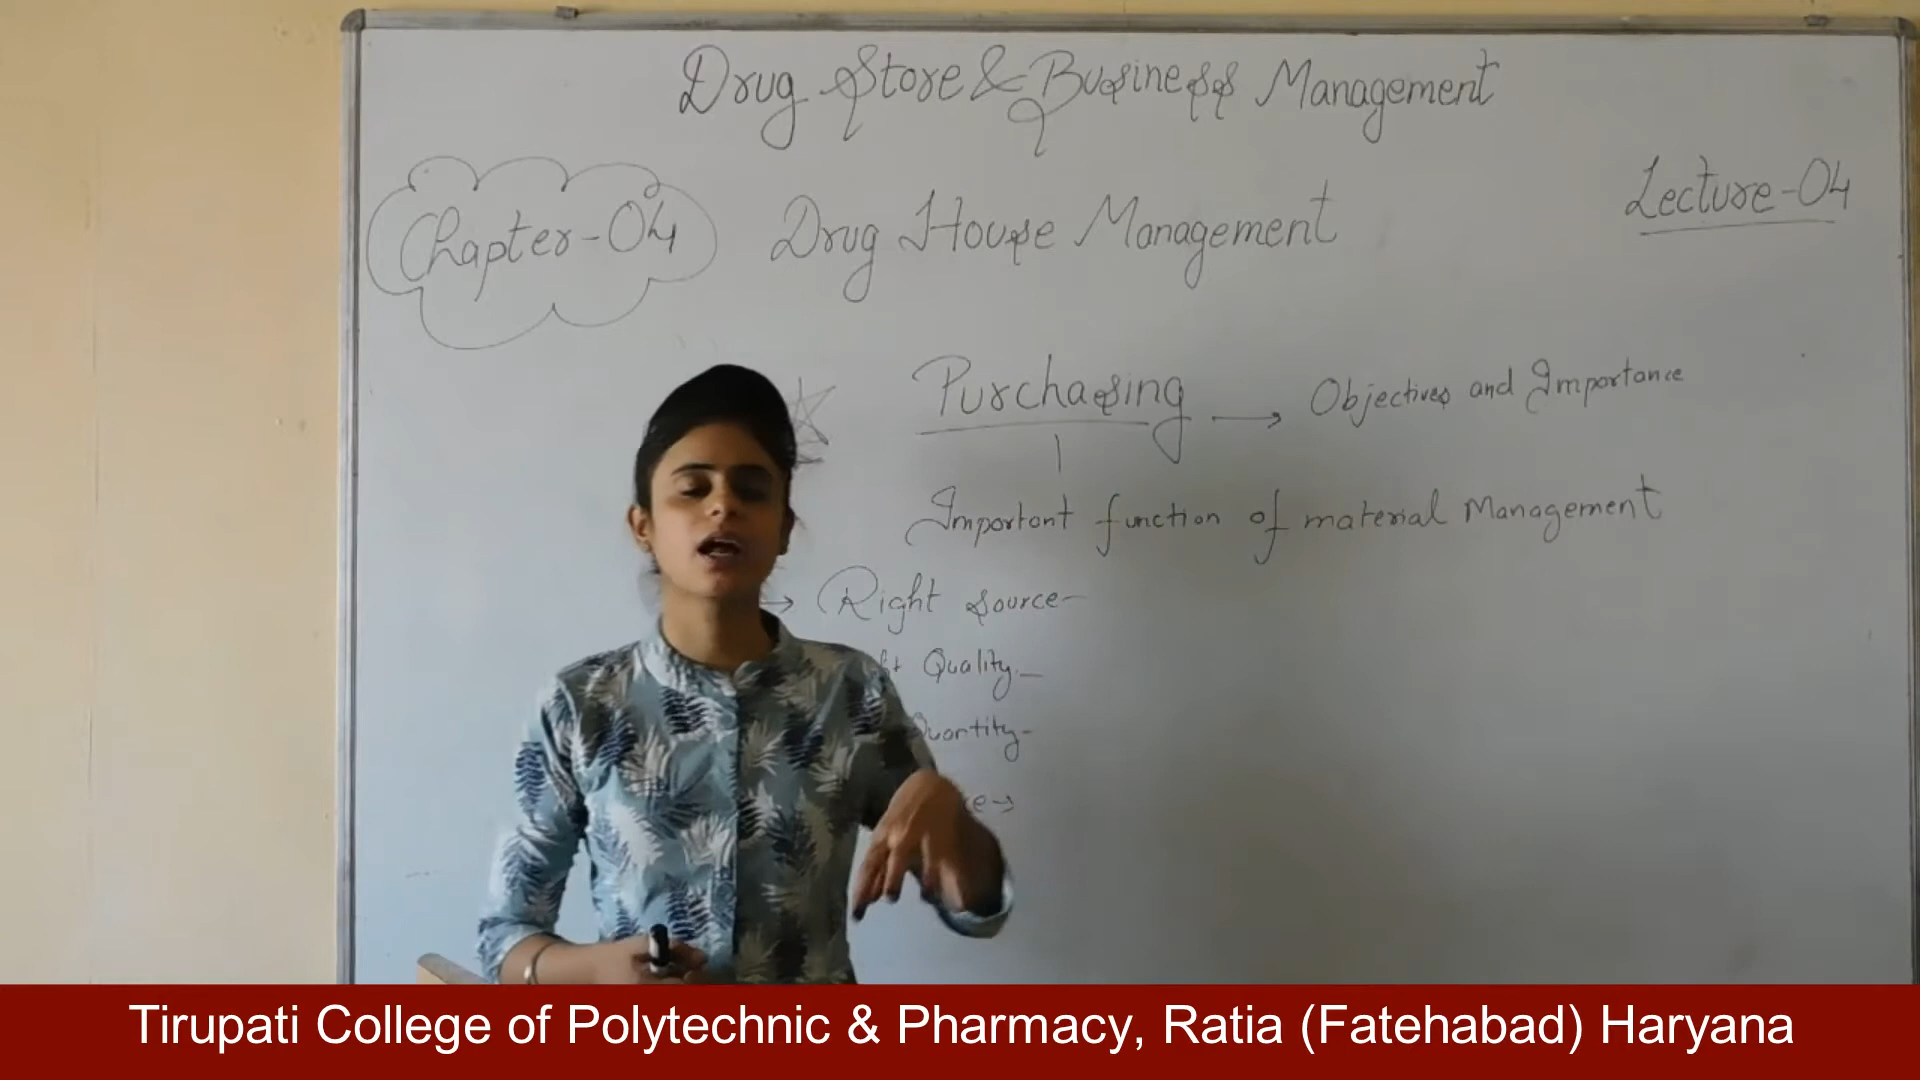 Drug Store & Business Management
Lecture-04
Chapter-04 Drug House Management
Purchasing → Objectives and Importance
Important function of material Management
→ Right Source-
Quality-
Quantity-
Tirupati College of Polytechnic & Pharmacy, Ratia (Fatehabad) Haryana